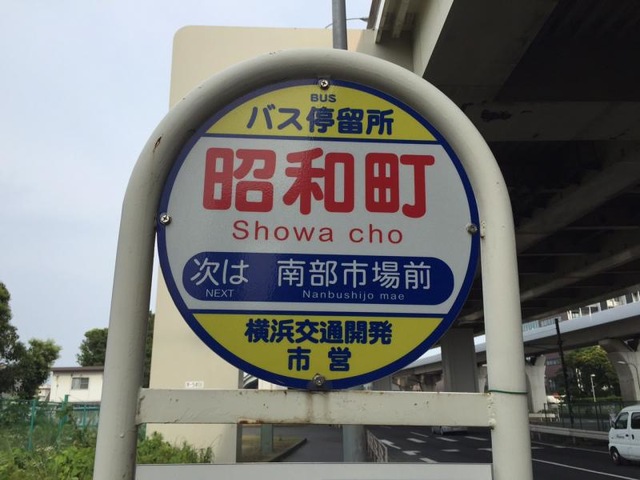 BUS
バス停留所
昭和町
Showa cho
次は 南部市場前
NEXT Nanbushijo mae
横浜交通開発
市営